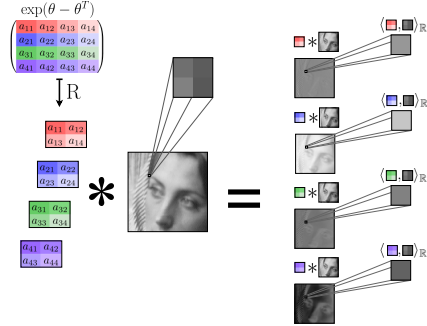 exp(θ − θᵀ)
a₁₁ a₁₂ a₁₃ a₁₄
a₂₁ a₂₂ a₂₃ a₂₄
a₃₁ a₃₂ a₃₃ a₃₄
a₄₁ a₄₂ a₄₃ a₄₄
R
a₁₁ a₁₂
a₁₃ a₁₄
a₂₁ a₂₂
a₂₃ a₂₄
a₃₁ a₃₂
a₃₃ a₃₄
a₄₁ a₄₂
a₄₃ a₄₄
*
=
*
⟨ , ⟩ℝ
*
⟨ , ⟩ℝ
*
⟨ , ⟩ℝ
*
⟨ , ⟩ℝ